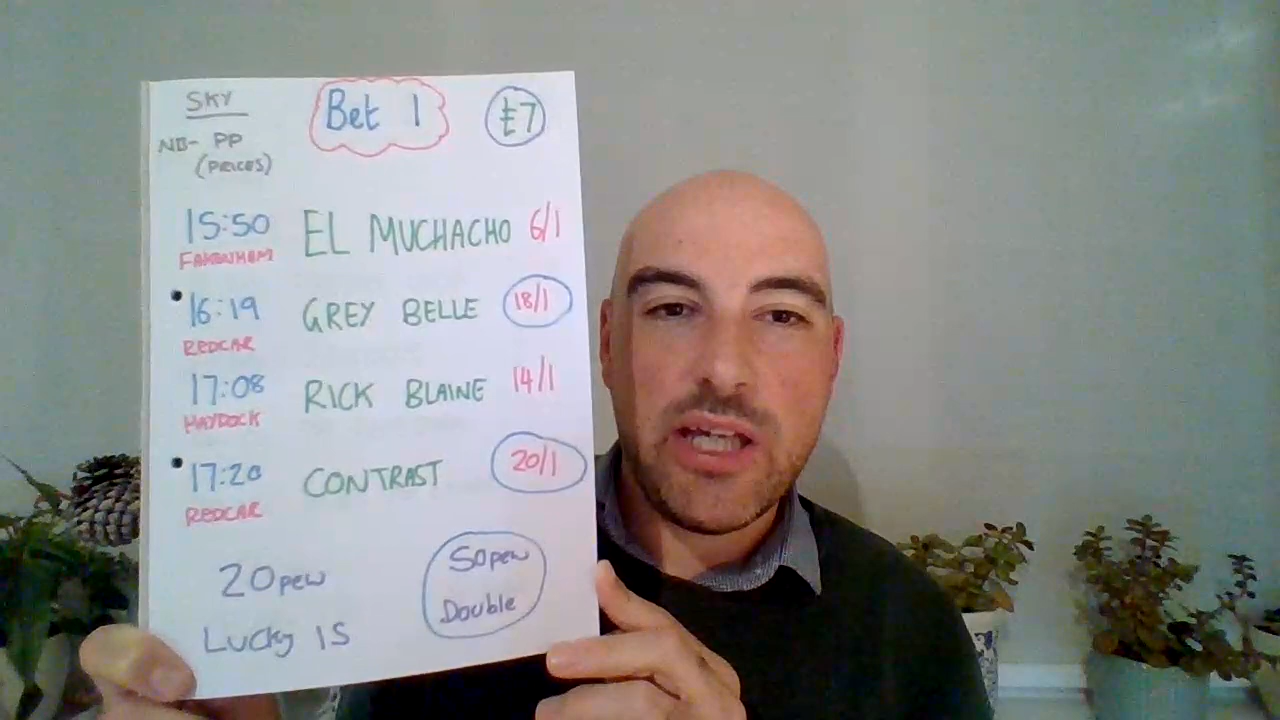 SKY
Bet 1
£7
NB- PP
(PRICES)
15:50 EL MUCHACHO 6/1
FAKENHAM
16:19 GREY BELLE 18/1
REDCAR
17:08 RICK BLAINE 14/1
HAYDOCK
17:20 CONTRAST 20/1
REDCAR
20pew
Lucky 15
50pew
Double